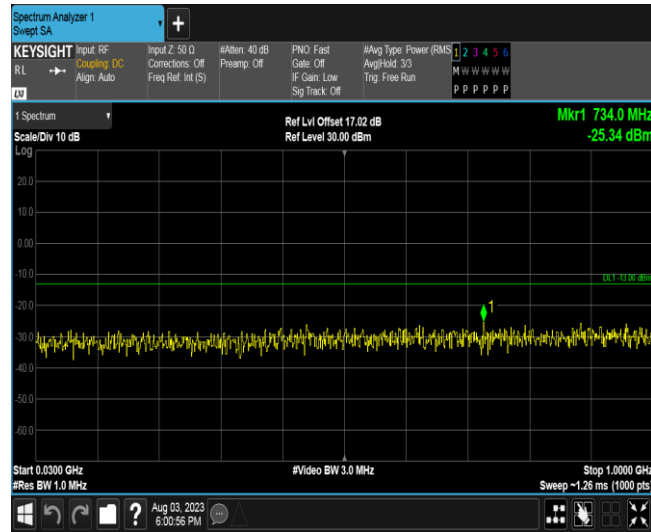 Spectrum Analyzer 1
Swept SA
+
KEYSIGHT
RL
LXI
Input: RF
Coupling: DC
Align: Auto
Input Z: 50 Ω
Corrections: Off
Freq Ref: Int (S)
#Atten: 40 dB
Preamp: Off
PNO: Fast
Gate: Off
IF Gain: Low
Sig Track: Off
#Avg Type: Power (RMS
Avg|Hold: 3/3
Trig: Free Run
1 2 3 4 5 6
M W W W W W
P P P P P P
1 Spectrum
Scale/Div 10 dB
Log
Ref Lvl Offset 17.02 dB
Ref Level 30.00 dBm
Mkr1 734.0 MHz
-25.34 dBm
20.0
10.0
0.00
-10.0
DL1 -13.00 dBm
1
-20.0
-30.0
-40.0
-50.0
-60.0
Start 0.0300 GHz
#Res BW 1.0 MHz
#Video BW 3.0 MHz
Stop 1.0000 GHz
Sweep ~1.26 ms (1000 pts)
?
Aug 03, 2023
6:00:56 PM